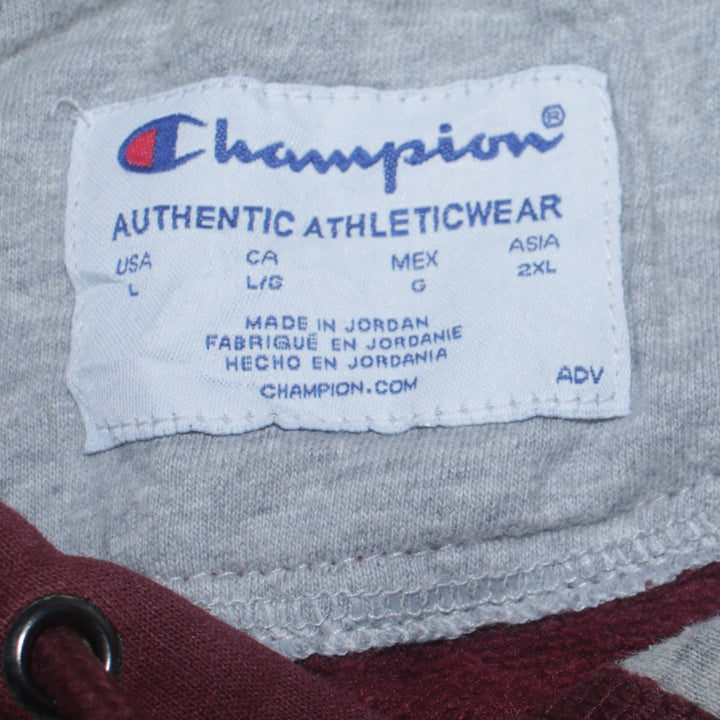 Champion®
AUTHENTIC ATHLETICWEAR
USA CA MEX ASIA
L L/G G 2XL
MADE IN JORDAN
FABRIQUÉ EN JORDANIE
HECHO EN JORDANIA
CHAMPION.COM
ADV